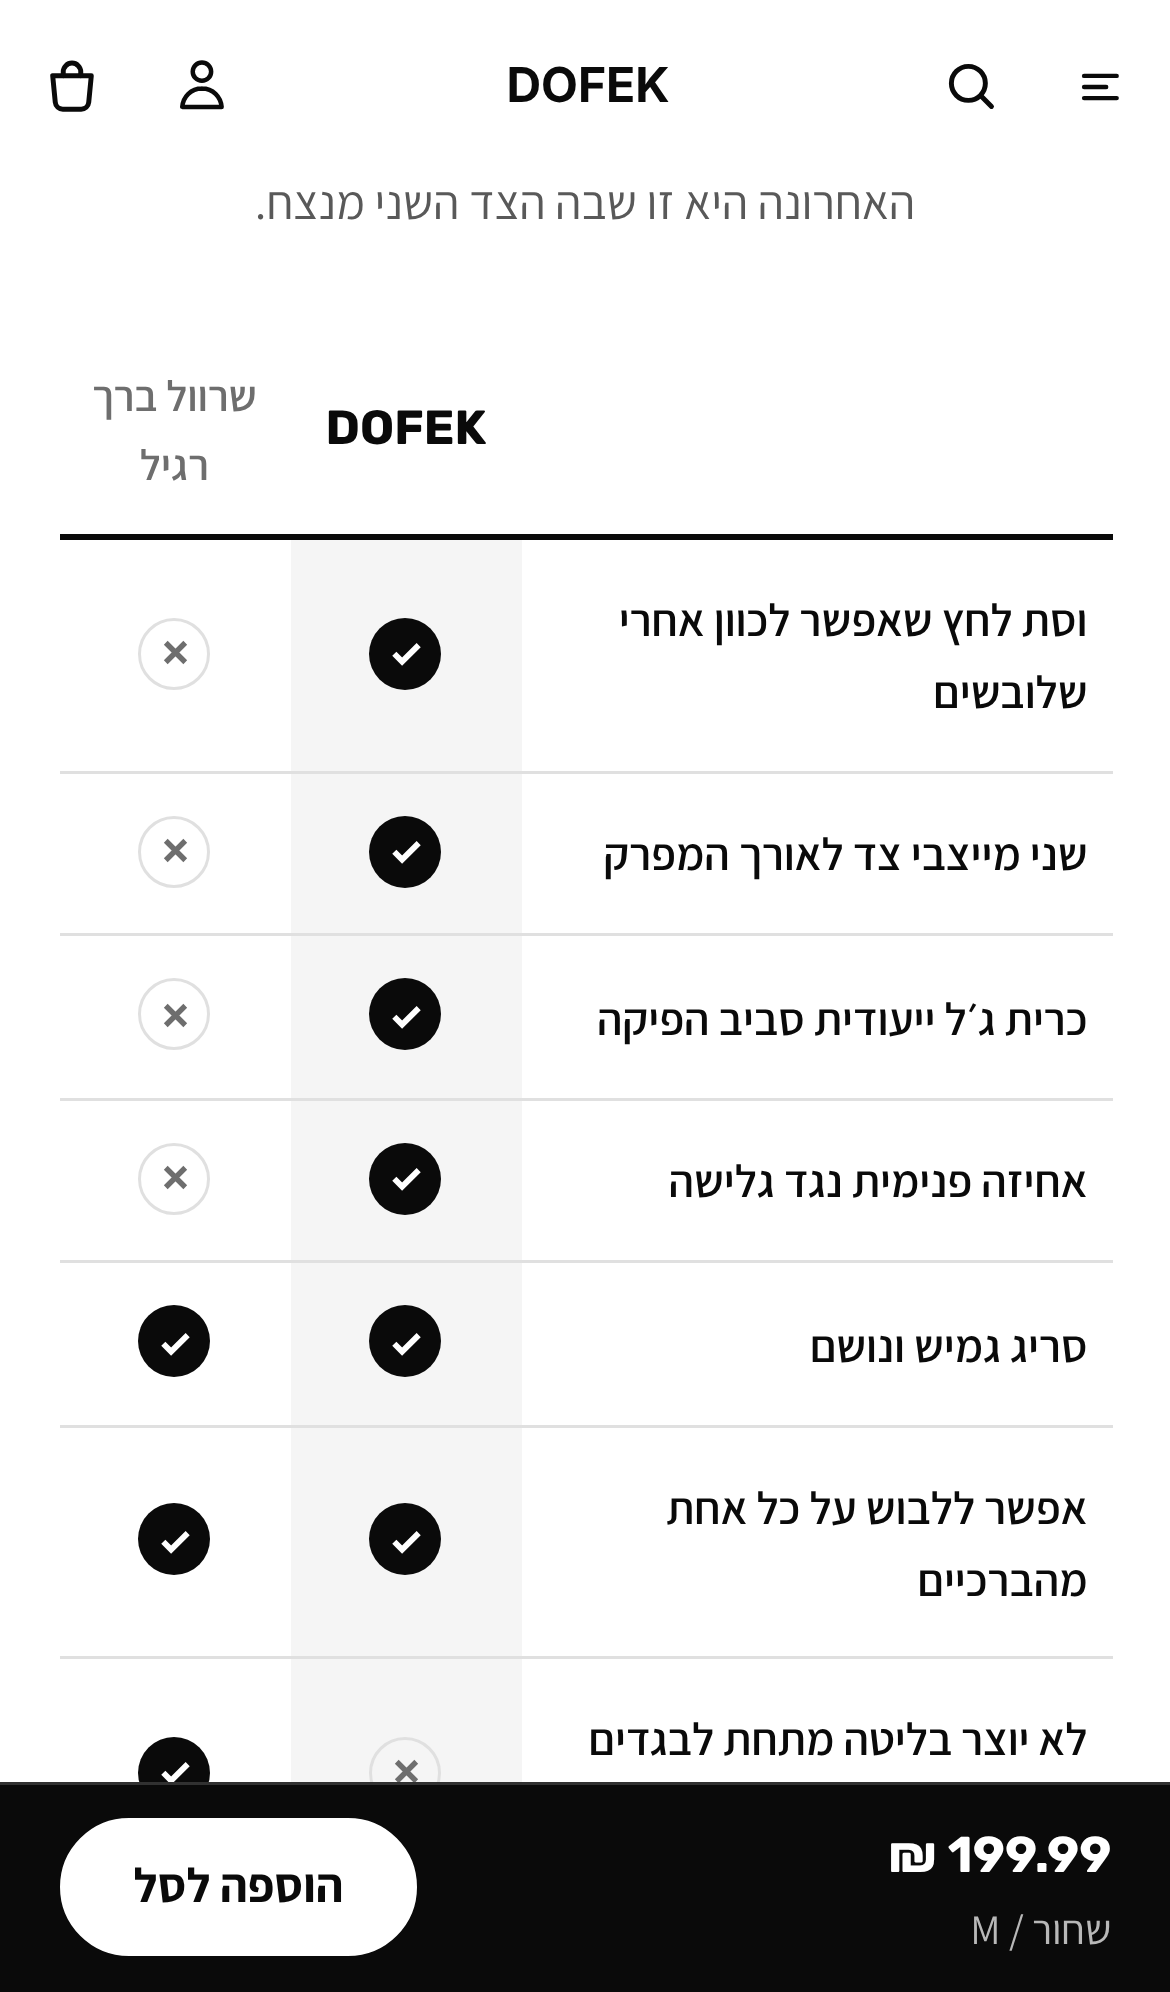 DOFEK
האחרונה היא זו שבה הצד השני מנצח.
DOFEK
שרוול ברך
רגיל
וסת לחץ שאפשר לכוון אחרי
שלובשים
שני מייצבי צד לאורך המפרק
כרית ג׳ל ייעודית סביב הפיקה
אחיזה פנימית נגד גלישה
סריג גמיש ונושם
אפשר ללבוש על כל אחת
מהברכיים
לא יוצר בליטה מתחת לבגדים
199.99 ₪
שחור / M
הוספה לסל